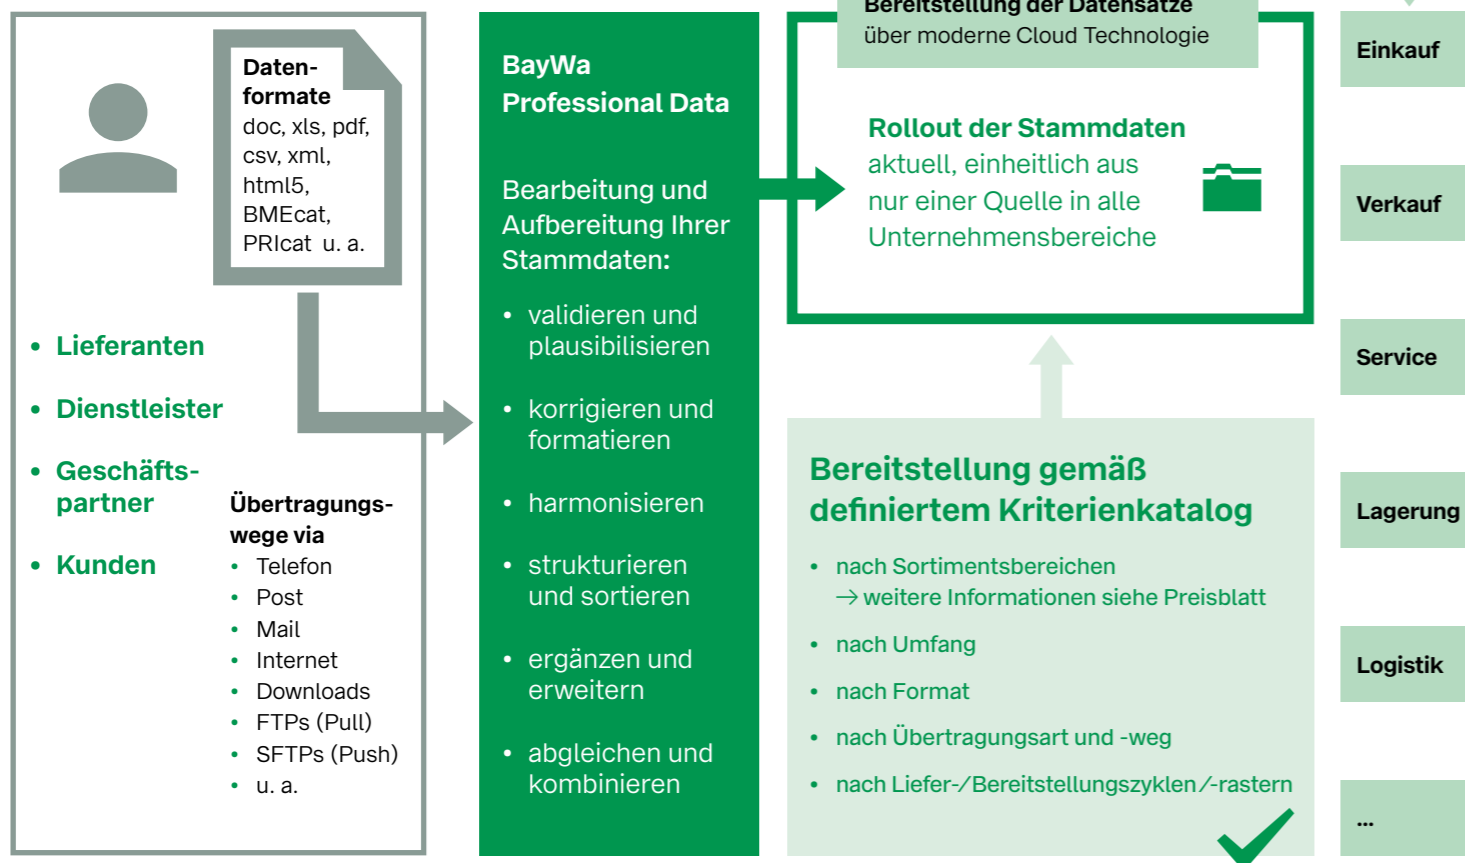 Daten-
formate
doc, xls, pdf,
csv, xml,
html5,
BMEcat,
PRIcat u. a.
• Lieferanten
• Dienstleister
• Geschäfts-
partner
• Kunden
Übertragungs-
wege via
• Telefon
• Post
• Mail
• Internet
• Downloads
• FTPs (Pull)
• SFTPs (Push)
• u. a.
BayWa
Professional Data
Bearbeitung und
Aufbereitung Ihrer
Stammdaten:
• validieren und
plausibilisieren
• korrigieren und
formatieren
• harmonisieren
• strukturieren
und sortieren
• ergänzen und
erweitern
• abgleichen und
kombinieren
Bereitstellung der Datensätze
über moderne Cloud Technologie
Rollout der Stammdaten
aktuell, einheitlich aus
nur einer Quelle in alle
Unternehmensbereiche
Bereitstellung gemäß
definiertem Kriterienkatalog
• nach Sortimentsbereichen
→ weitere Informationen siehe Preisblatt
• nach Umfang
• nach Format
• nach Übertragungsart und -weg
• nach Liefer-/Bereitstellungszyklen/-rastern
Einkauf
Verkauf
Service
Lagerung
Logistik
...